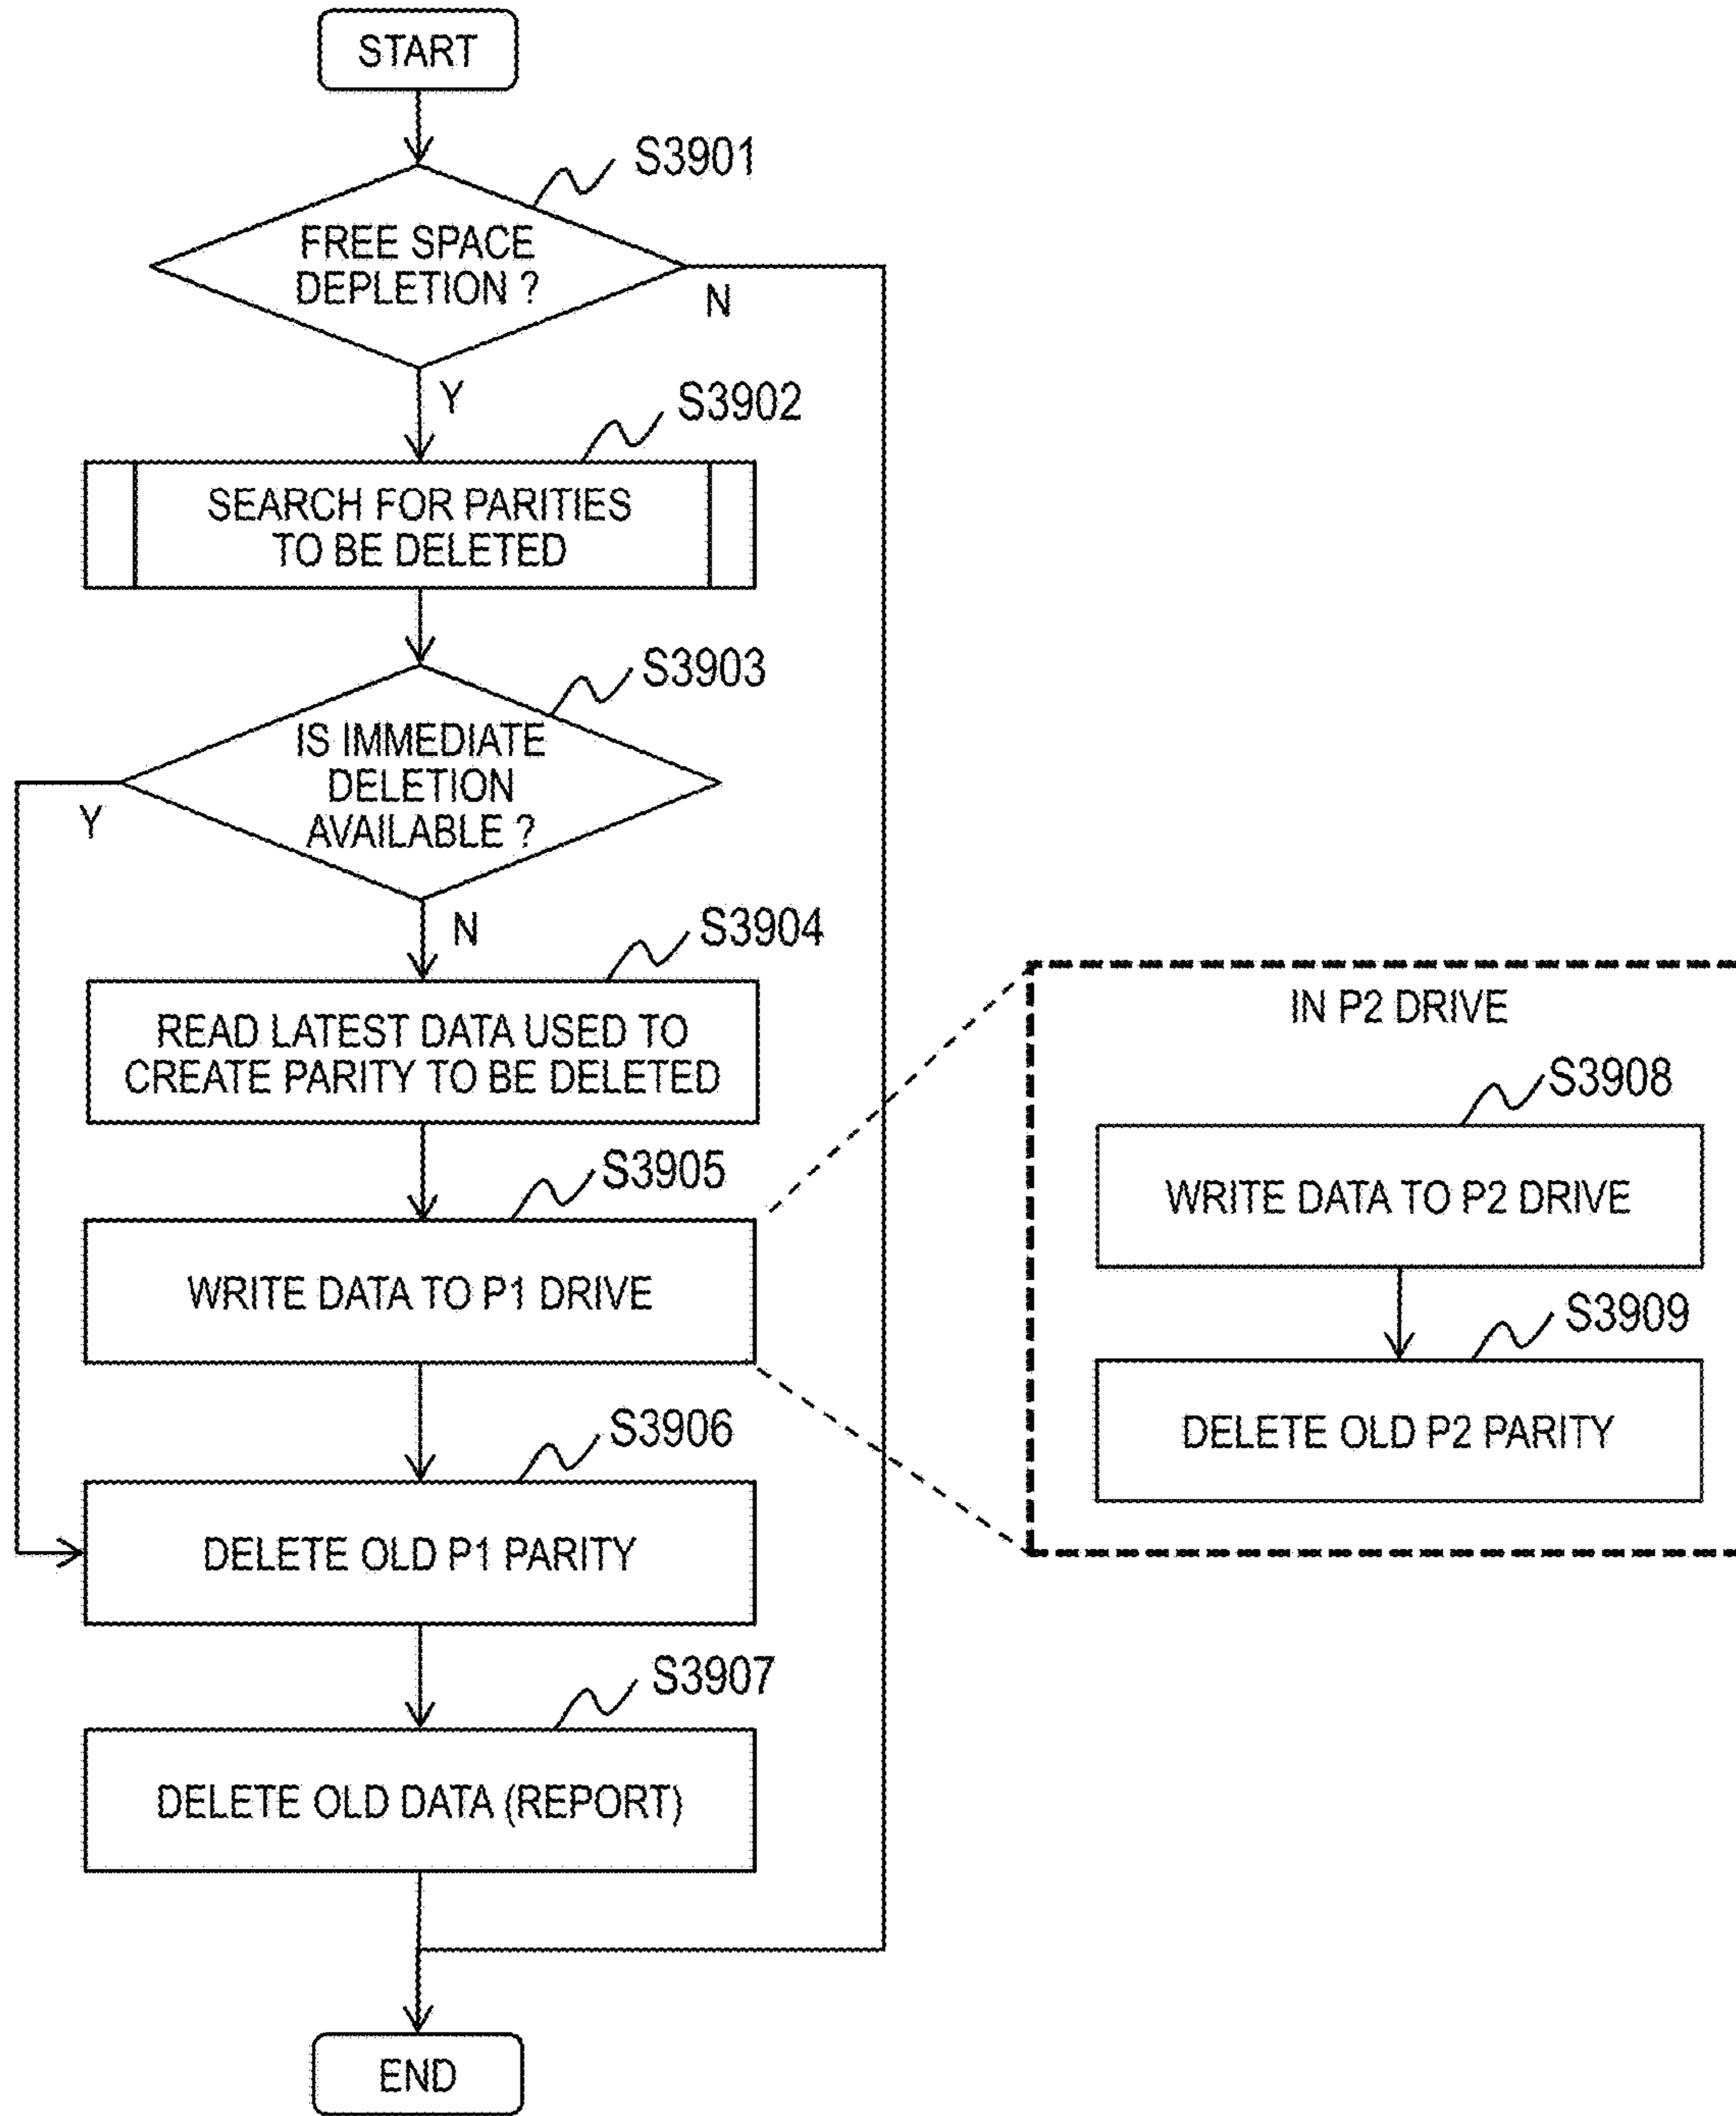 START
S3901
FREE SPACE
DEPLETION ?
N
Y
S3902
SEARCH FOR PARITIES
TO BE DELETED
S3903
IS IMMEDIATE
DELETION
AVAILABLE ?
Y
N
S3904
READ LATEST DATA USED TO
CREATE PARITY TO BE DELETED
S3905
WRITE DATA TO P1 DRIVE
S3906
DELETE OLD P1 PARITY
S3907
DELETE OLD DATA (REPORT)
END
IN P2 DRIVE
S3908
WRITE DATA TO P2 DRIVE
S3909
DELETE OLD P2 PARITY